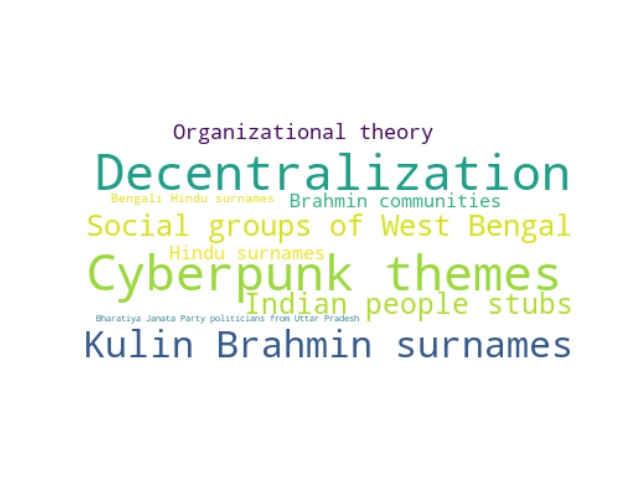 Organizational theory
Decentralization
Bengali Hindu surnames
Brahmin communities
Social groups of West Bengal
Hindu surnames
Cyberpunk themes
Indian people stubs
Bharatiya Janata Party politicians from Uttar Pradesh
Kulin Brahmin surnames